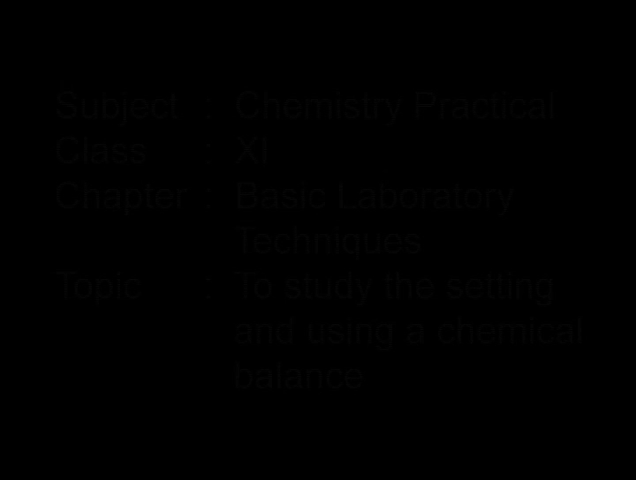 Subject : Chemistry Practical
Class : XI
Chapter : Basic Laboratory
Techniques
Topic : To study the setting
and using a chemical
balance